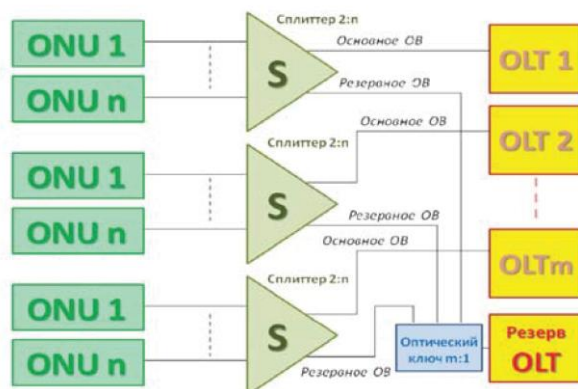 Сплиттер 2:n
ONU 1
Основное ОВ
OLT 1
S
ONU n
Резервное ОВ
Сплиттер 2:n
Основное ОВ
OLT 2
ONU 1
S
ONU n
Резервное ОВ
Сплиттер 2:n
Основное ОВ
OLTm
ONU 1
S
ONU n
Резервное ОВ
Оптический
ключ m:1
Резерв
OLT